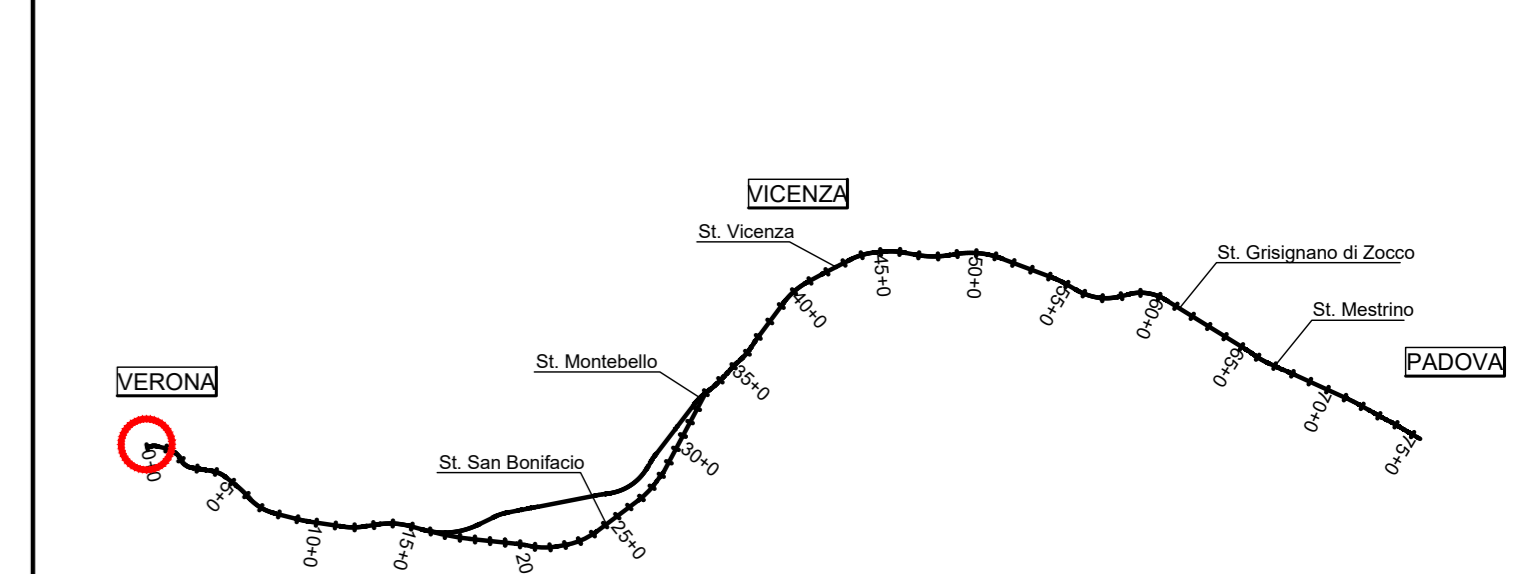 VICENZA
St. Vicenza
St. Grisignano di Zocco
St. Mestrino
PADOVA
St. Montebello
VERONA
St. San Bonifacio
0+0
5+0
10+0
15+0
20
25+0
30+0
35+0
40+0
45+0
50+0
55+0
60+0
65+0
70+0
75+0